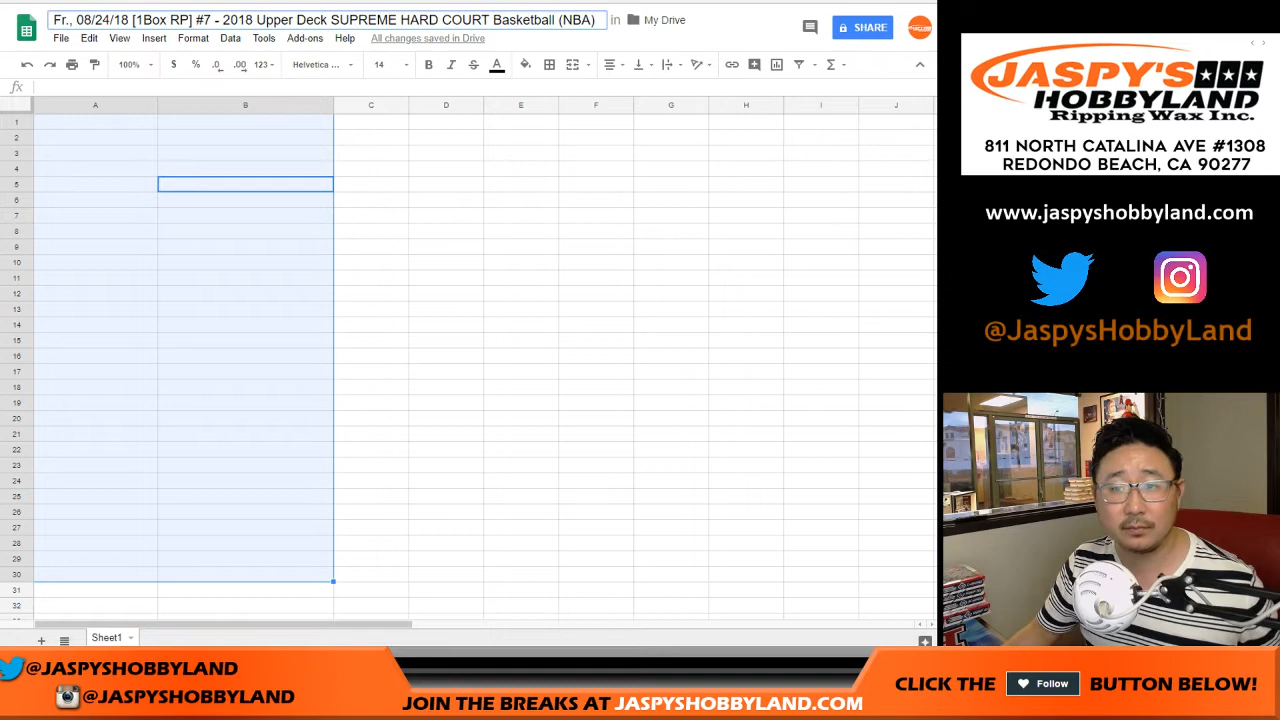 Fr., 08/24/18 [1Box RP] #7 - 2018 Upper Deck SUPREME HARD COURT Basketball (NBA) in My Drive
File Edit View Insert Format Data Tools Add-ons Help All changes saved in Drive
SHARE
100% $ % .0 .00 123 Helvetica ... 14 B I S A
fx
A B C D E F G H I J
1
2
3
4
5
6
7
8
9
10
11
12
13
14
15
16
17
18
19
20
21
22
23
24
25
26
27
28
29
30
31
32
Sheet1
JASPY'S
HOBBYLAND
Ripping Wax Inc.
811 NORTH CATALINA AVE #1308
REDONDO BEACH, CA 90277
www.jaspyshobbyland.com
@JaspysHobbyLand
@JASPYSHOBBYLAND
@JASPYSHOBBYLAND
JOIN THE BREAKS AT JASPYSHOBBYLAND.COM
CLICK THE Follow BUTTON BELOW!